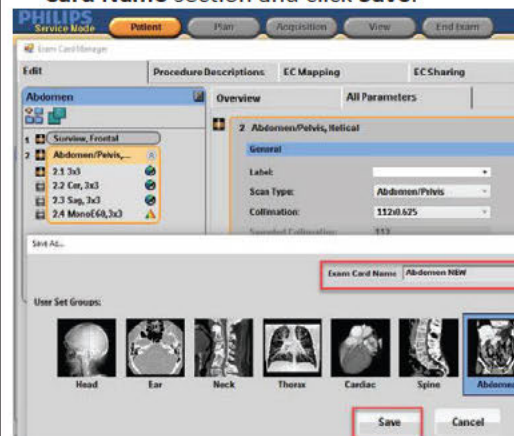 Card Name section and click Save.
PHILIPS
Service Mode Patient Plan Acquisition View End Exam
Exam Card Manager
Edit Procedure Descriptions EC Mapping EC Sharing
Abdomen Overview All Parameters
1 Surview, Frontal
2 Abdomen/Pelvis,...
2.1 3x3
2.2 Cor, 3x3
2.3 Sag, 3x3
2.4 MonoE60,3x3
2 Abdomen/Pelvis, Helical
General
Label:
Scan Type: Abdomen/Pelvis
Collimation: 112x0.625
112
Save As...
Exam Card Name Abdomen NEW
User Set Groups:
Head Ear Neck Thorax Cardiac Spine Abdomen
Save Cancel